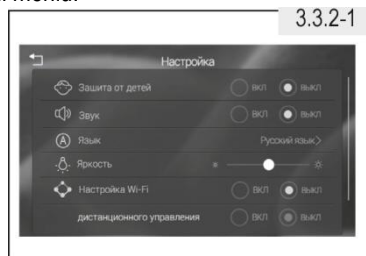 3.3.2-1
Настройка
Зашита от детей ВКЛ ВЫКЛ
Звук ВКЛ ВЫКЛ
A Язык Русский язык >
Яркость
Настройка Wi-Fi ВКЛ ВЫКЛ
дистанционного управления ВКЛ ВЫКЛ